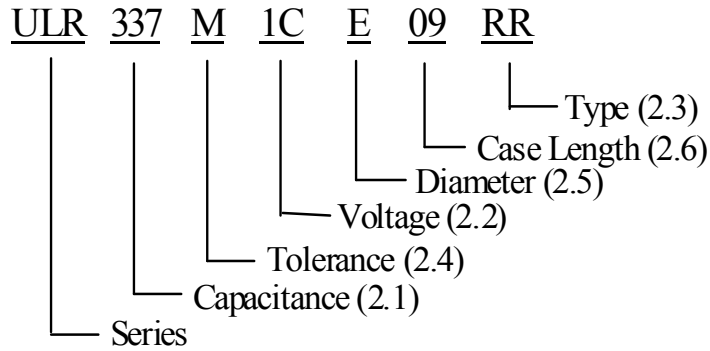 ULR 337 M 1C E 09 RR
Type (2.3)
Case Length (2.6)
Diameter (2.5)
Voltage (2.2)
Tolerance (2.4)
Capacitance (2.1)
Series